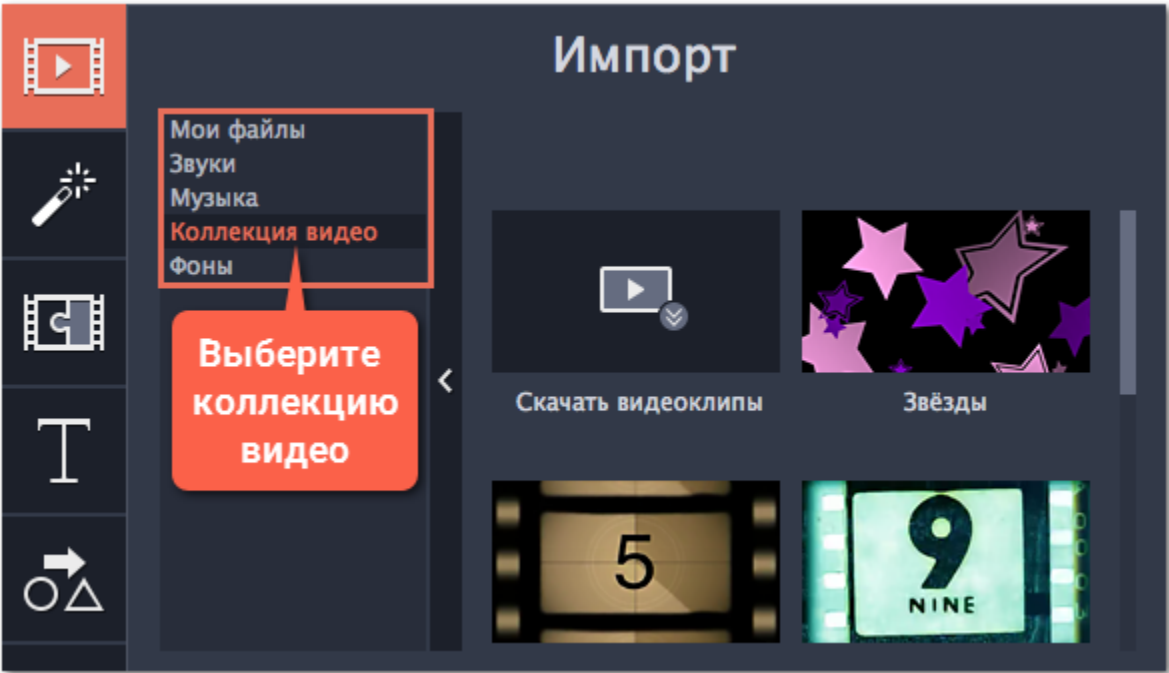 Импорт
Мои файлы
Звуки
Музыка
Коллекция видео
Фоны
Выберите
коллекцию
видео
Скачать видеоклипы
Звёзды
5
9
NINE